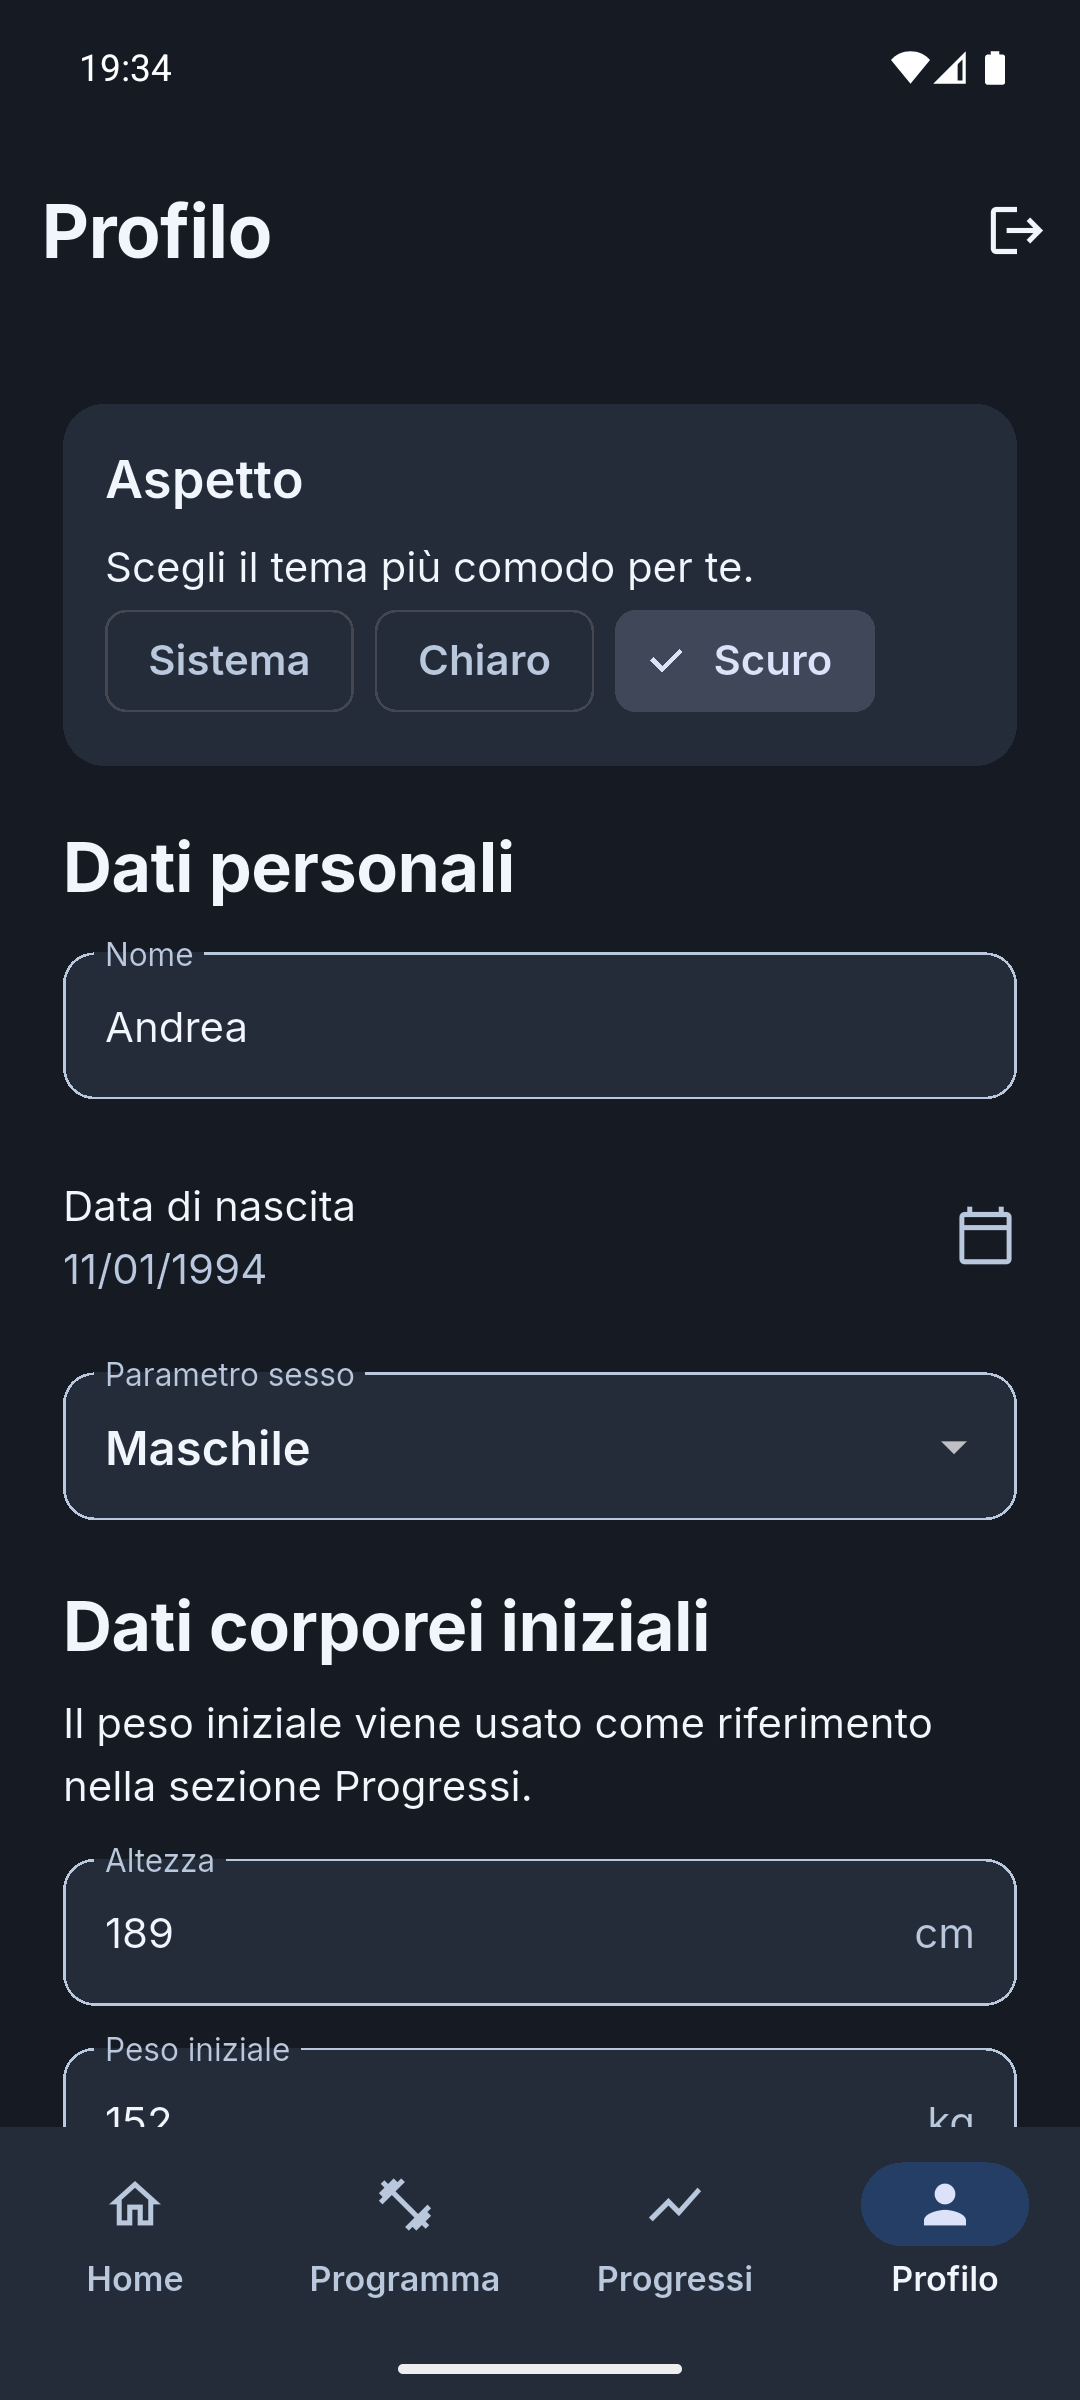 19:34
Profilo
Aspetto
Scegli il tema più comodo per te.
Sistema
Chiaro
Scuro
Dati personali
Nome
Andrea
Data di nascita
11/01/1994
Parametro sesso
Maschile
Dati corporei iniziali
Il peso iniziale viene usato come riferimento
nella sezione Progressi.
Altezza
189 cm
Peso iniziale
152 kg
Home
Programma
Progressi
Profilo